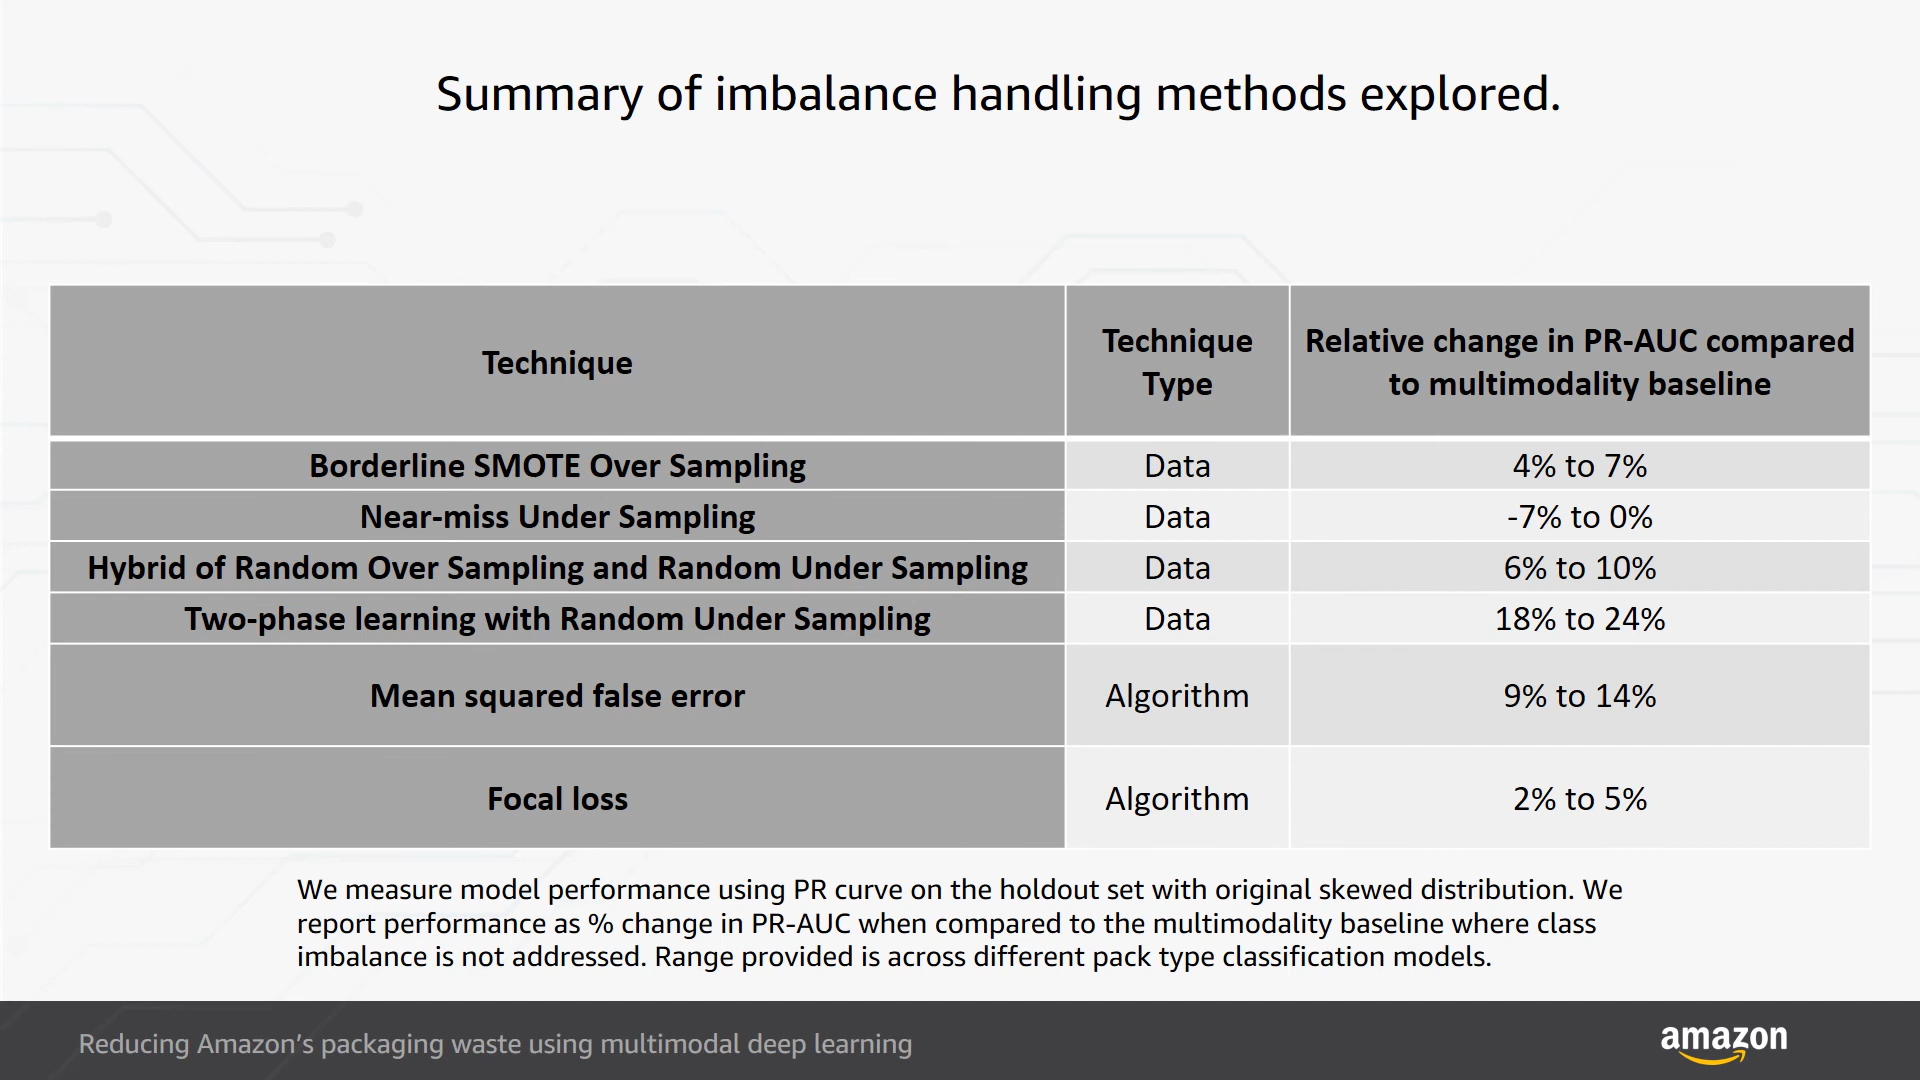 Summary of imbalance handling methods explored.
Technique
Technique
Type
Relative change in PR-AUC compared
to multimodality baseline
Borderline SMOTE Over Sampling
Data
4% to 7%
Near-miss Under Sampling
Data
-7% to 0%
Hybrid of Random Over Sampling and Random Under Sampling
Data
6% to 10%
Two-phase learning with Random Under Sampling
Data
18% to 24%
Mean squared false error
Algorithm
9% to 14%
Focal loss
Algorithm
2% to 5%
We measure model performance using PR curve on the holdout set with original skewed distribution. We
report performance as % change in PR-AUC when compared to the multimodality baseline where class
imbalance is not addressed. Range provided is across different pack type classification models.
Reducing Amazon’s packaging waste using multimodal deep learning
amazon